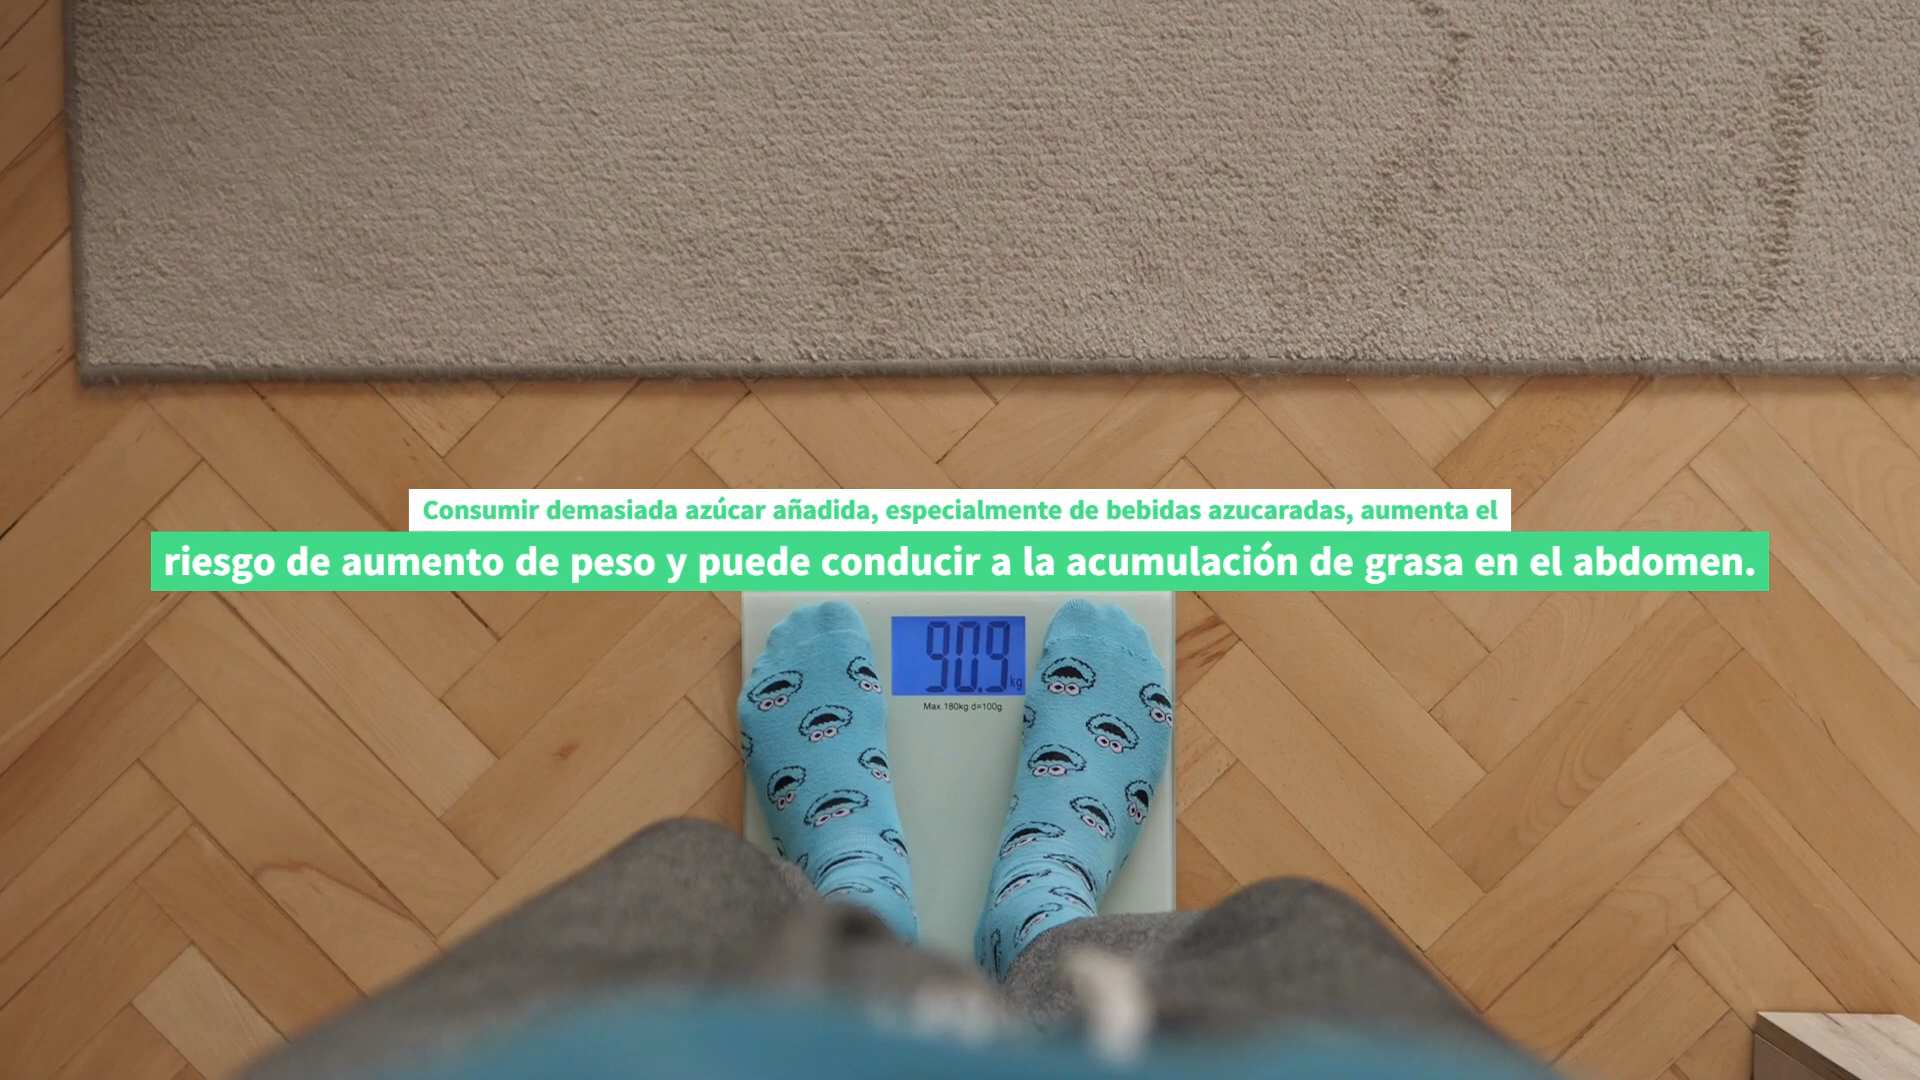 Consumir demasiada azúcar añadida, especialmente de bebidas azucaradas, aumenta el
riesgo de aumento de peso y puede conducir a la acumulación de grasa en el abdomen.
90.9 kg
Max.180kg d=100g